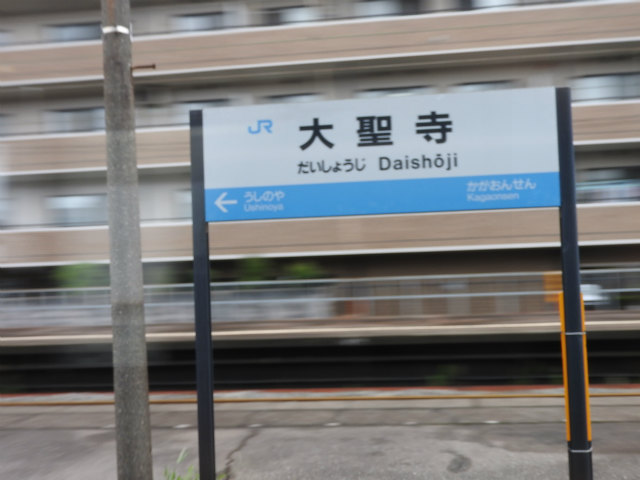 JR 大聖寺
だいしょうじ Daishōji
← うしのや かがおんせん
Ushinoya Kagaonsen